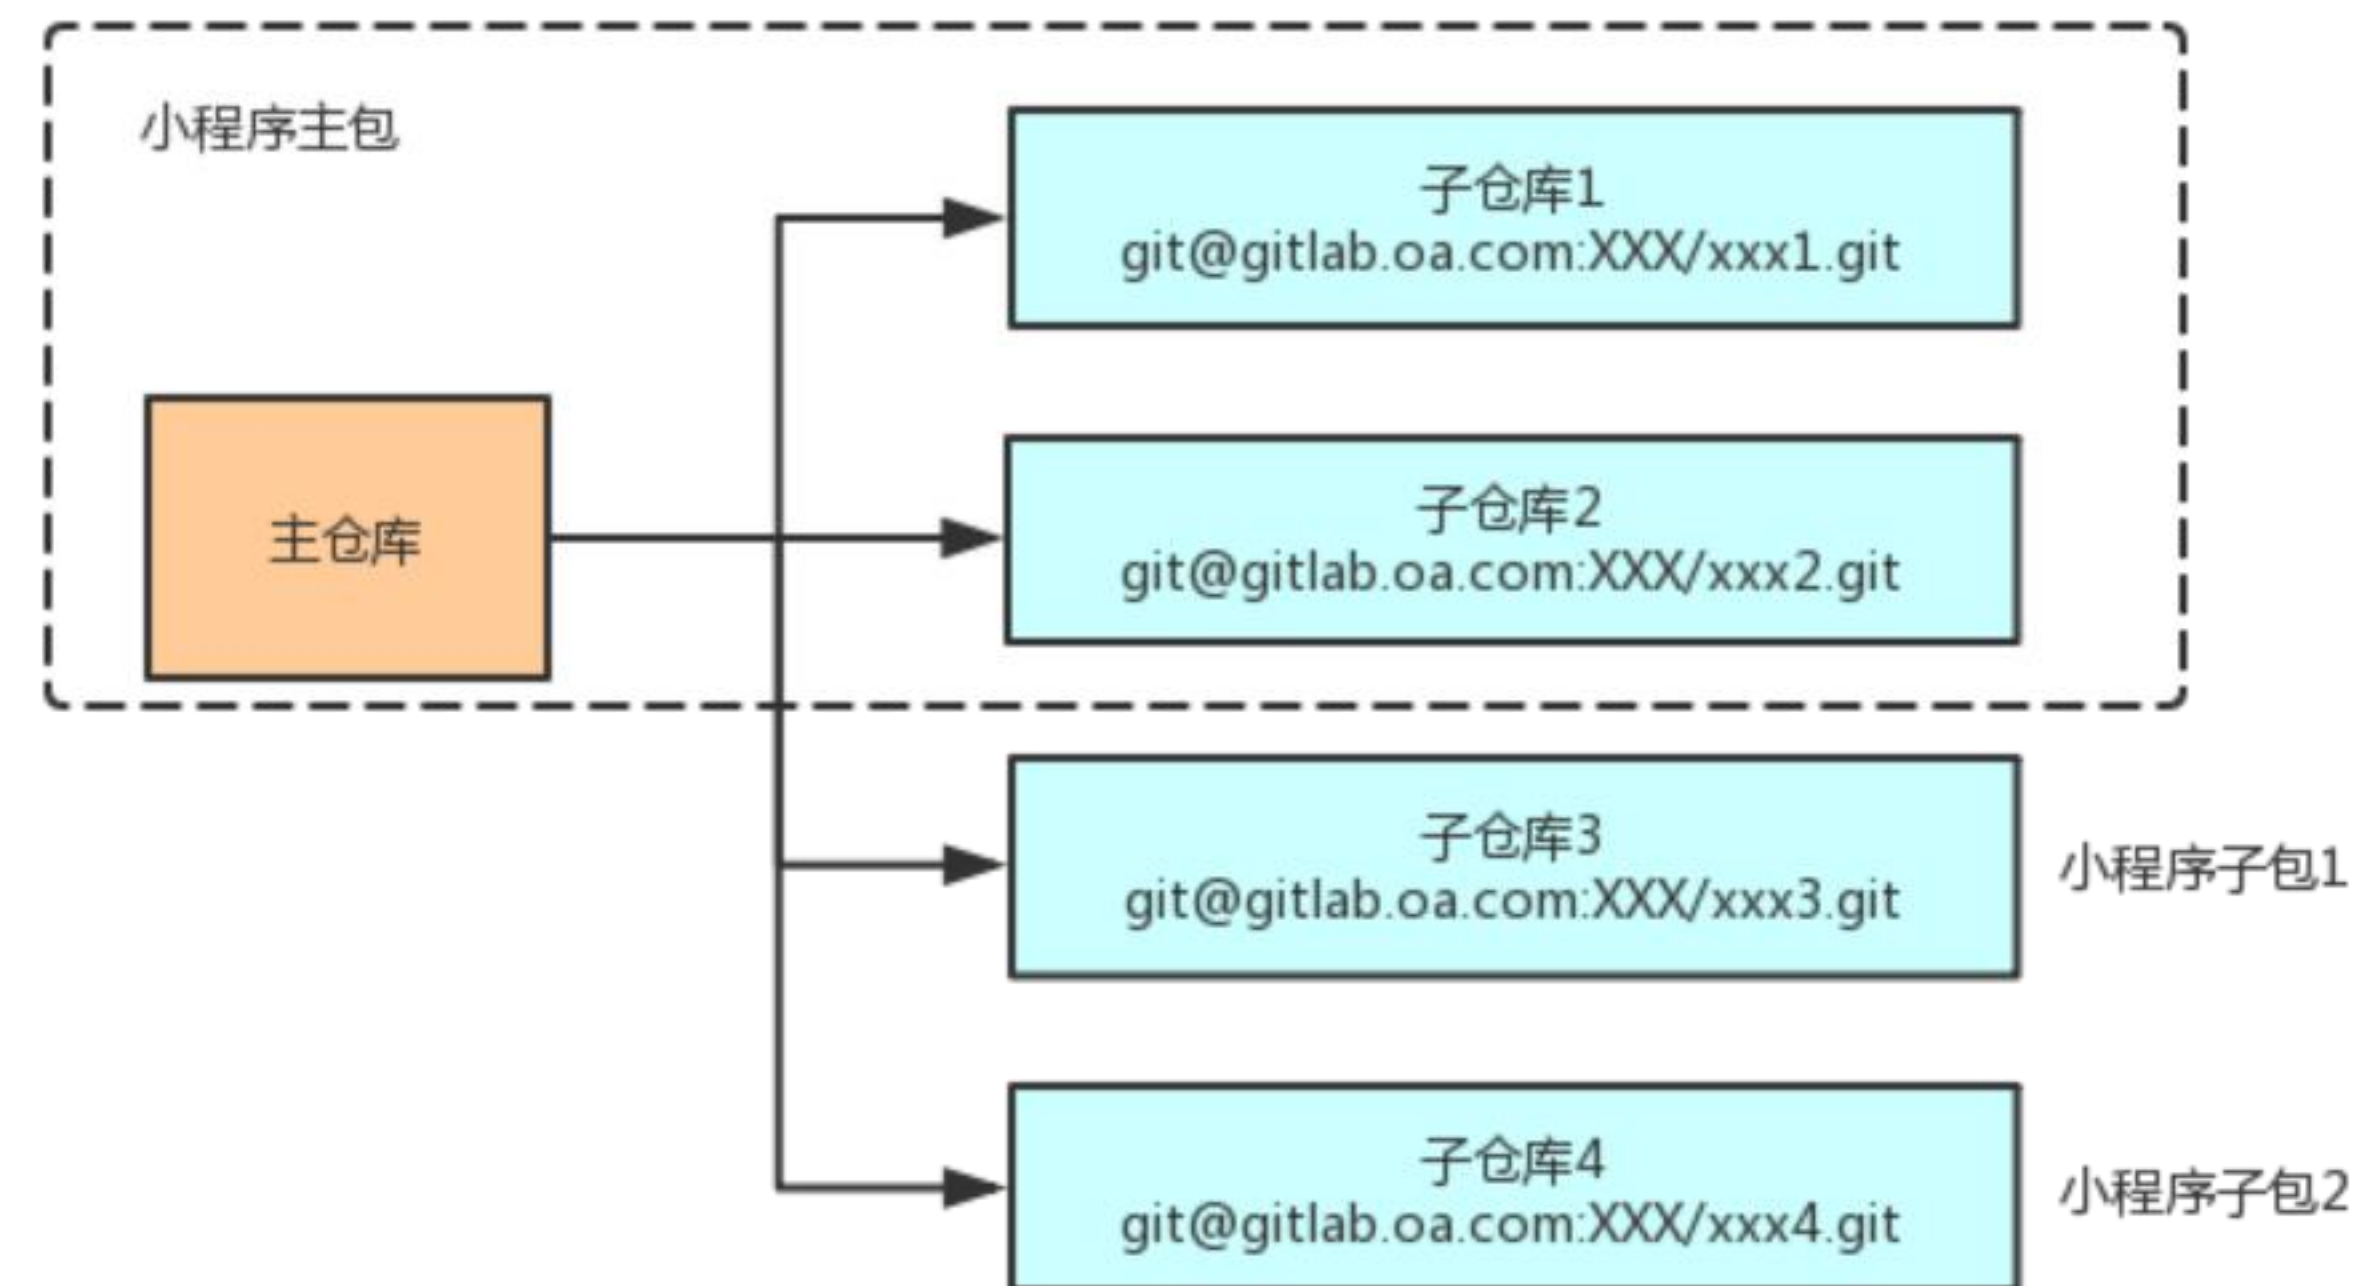 小程序主包
子仓库1
git@gitlab.oa.com:XXX/xxx1.git
主仓库
子仓库2
git@gitlab.oa.com:XXX/xxx2.git
子仓库3
git@gitlab.oa.com:XXX/xxx3.git
小程序子包1
子仓库4
git@gitlab.oa.com:XXX/xxx4.git
小程序子包2